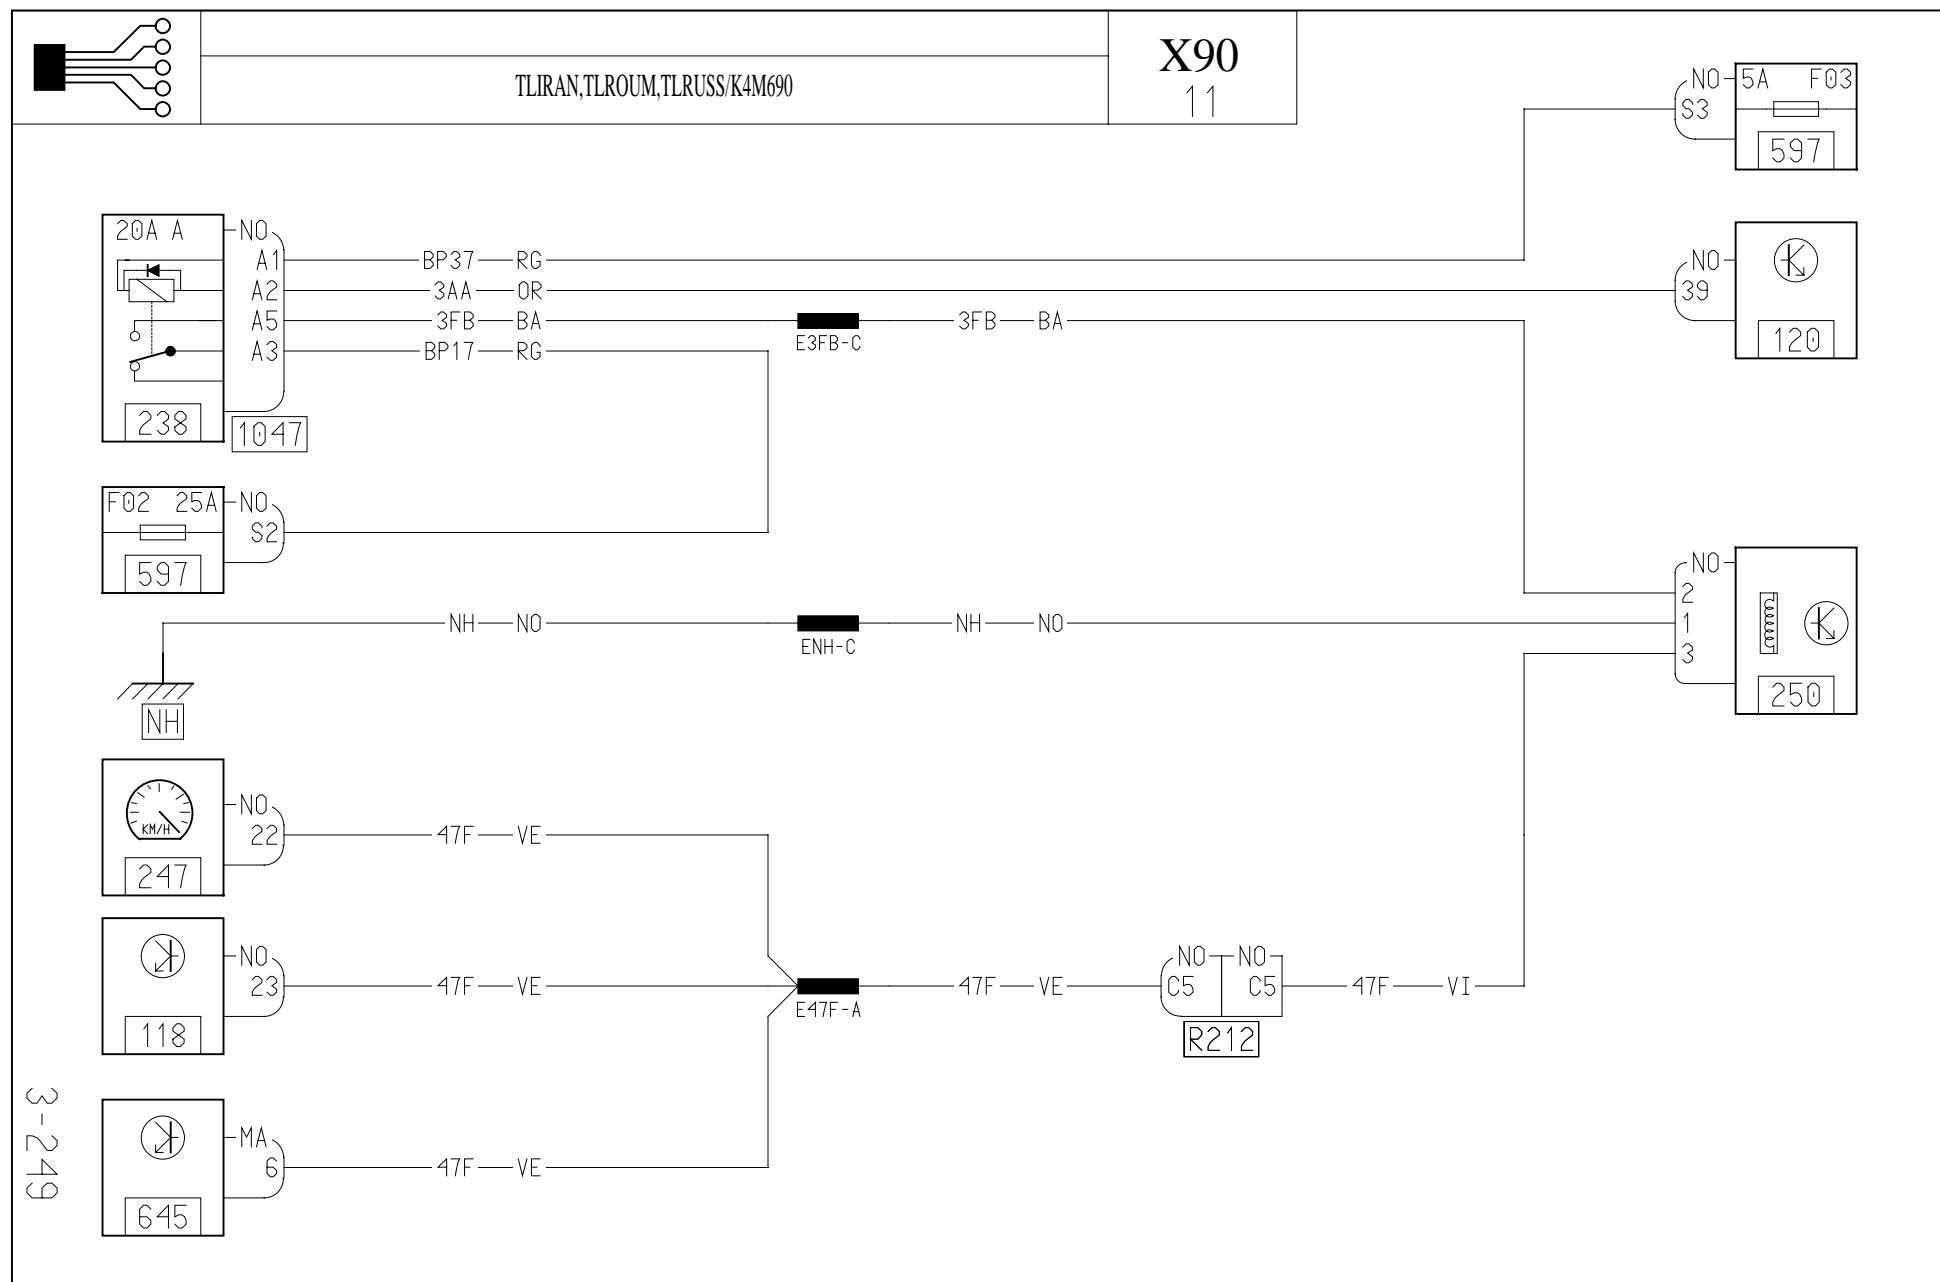 TLIRAN,TLROUM,TLRUSS/K4M690
X90
11
NO 5A F03
S3
597
20A A NO
A1 BP37 RG
A2 3AA OR
A5 3FB BA E3FB-C 3FB BA
A3 BP17 RG
238 1047
NO
39
120
F02 25A NO
S2
597
NH NO ENH-C NH NO
NH
NO
2
1
3
250
KM/H NO
22 47F VE
247
NO
23 47F VE E47F-A 47F VE
118
NO NO
C5 C5 47F VI
R212
MA
6 47F VE
645
3-249